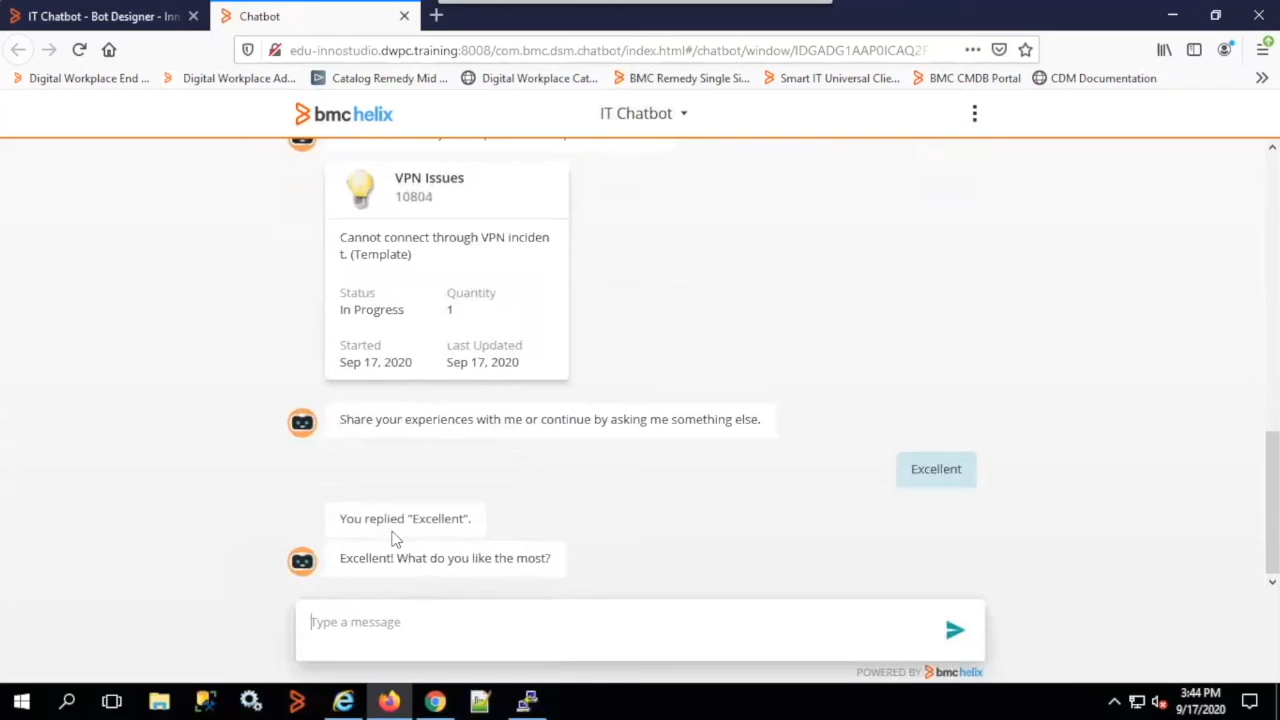 IT Chatbot - Bot Designer - Inn
Chatbot
edu-innostudio.dwpc.training:8008/com.bmc.dsm.chatbot/index.html#/chatbot/window/IDGADG1AAP0ICAQ2
Digital Workplace End ...
Digital Workplace Ad...
Catalog Remedy Mid ...
Digital Workplace Cat...
BMC Remedy Single Si...
Smart IT Universal Clie...
BMC CMDB Portal
CDM Documentation
bmchelix
IT Chatbot
VPN Issues
10804
Cannot connect through VPN inciden
t. (Template)
Status
Quantity
In Progress
1
Started
Last Updated
Sep 17, 2020
Sep 17, 2020
Share your experiences with me or continue by asking me something else.
Excellent
You replied "Excellent".
Excellent! What do you like the most?
Type a message
POWERED BY bmchelix
3:44 PM
9/17/2020